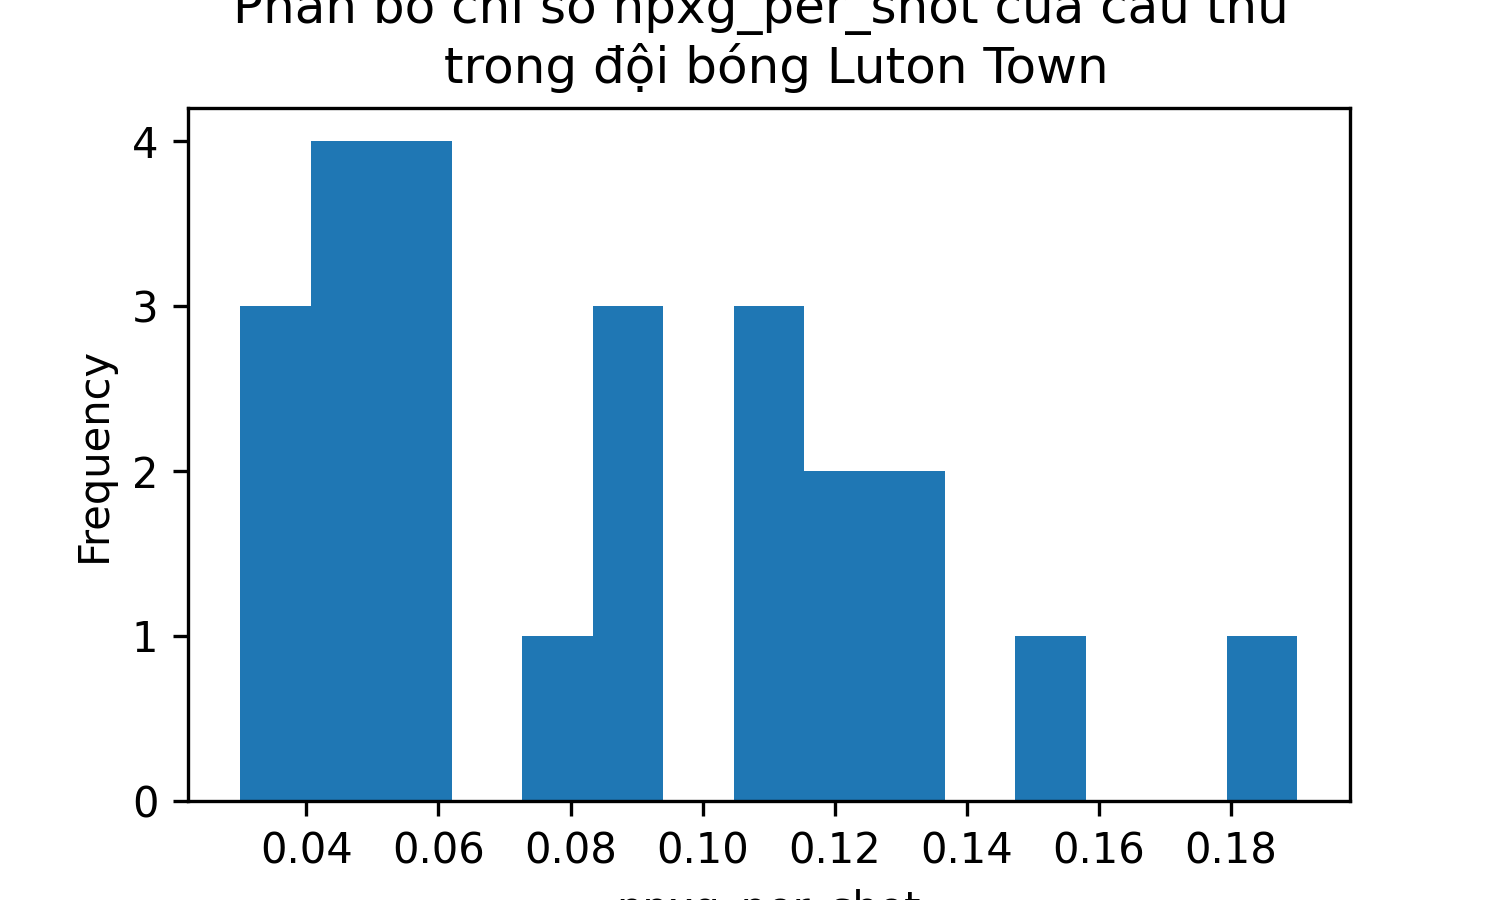 Phân bố chỉ số npxg_per_shot của cầu thủ
trong đội bóng Luton Town
4
3
2
1
0
Frequency
0.04 0.06 0.08 0.10 0.12 0.14 0.16 0.18
npxg_per_shot